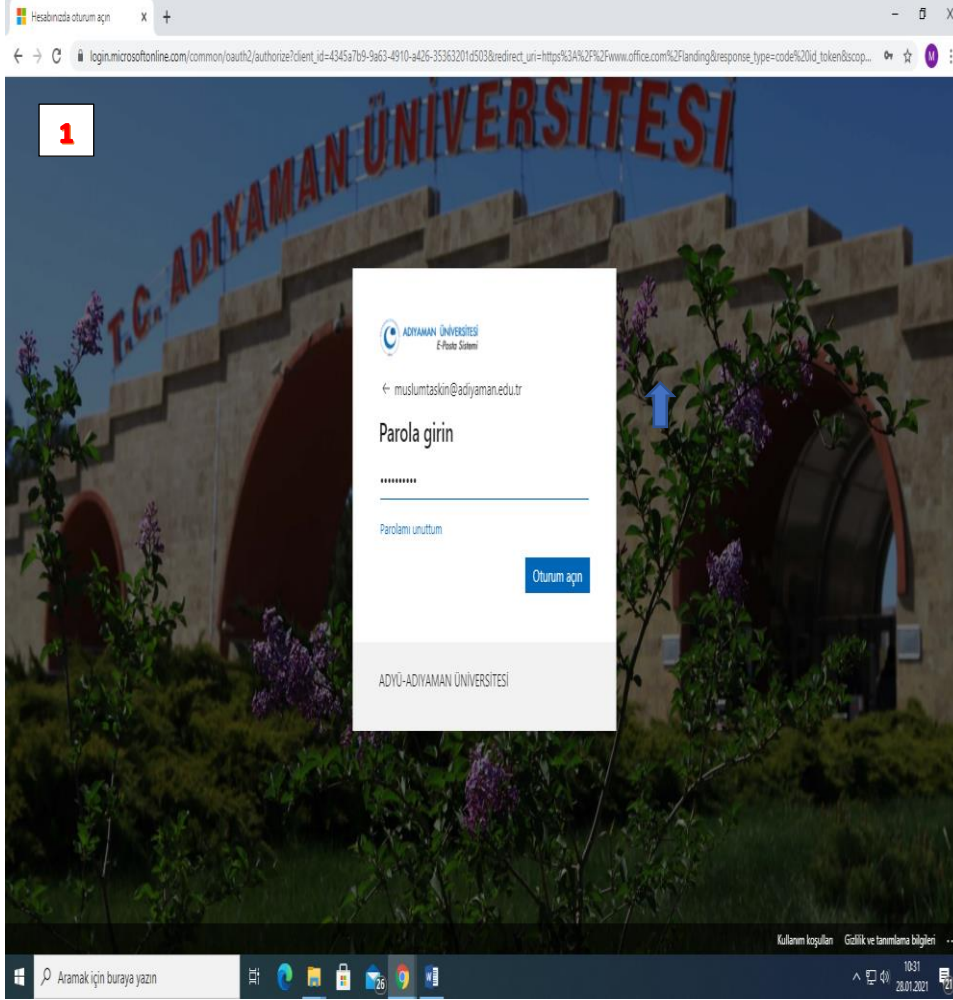 Hesabınızda oturum açın
login.microsoftonline.com/common/oauth2/authorize?client_id=4345a7b9-9a63-4910-a426-35363201d503&redirect_uri=https%3A%2F%2Fwww.office.com%2Flanding&response_type=code%20id_token&scop...
M
1
T.C. ADIYAMAN ÜNİVERSİTESİ
ADIYAMAN ÜNİVERSİTESİ
E-Posta Sistemi
muslumtaskin@adiyaman.edu.tr
Parola girin
Parolamı unuttum
Oturum açın
ADYÜ-ADIYAMAN ÜNİVERSİTESİ
Kullanım koşulları Gizlilik ve tanımlama bilgileri ...
Aramak için buraya yazın
26
10:31
28.01.2021
21